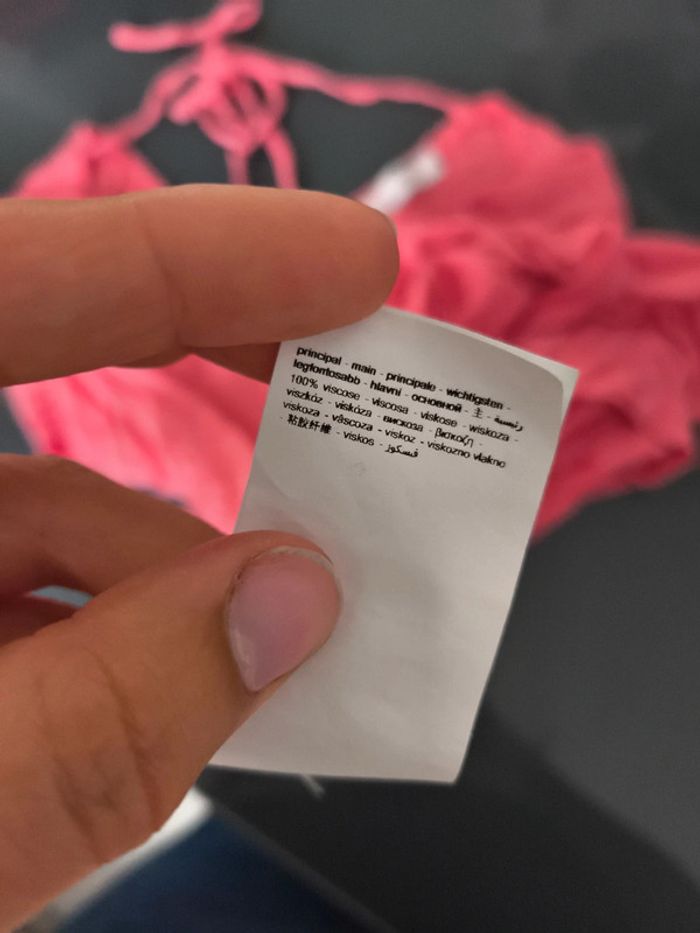 principal - main - principale - wichtigsten -
legfontosabb - hlavní - основной - 主 - رئيسية -
100% viscose - viscosa - viskose - wiskoza -
viszkóz - viskóza - вискоза - βισκόζη -
viskoza - vâscoza - viskoz - viskozno vlakno
- 粘胶纤维 - viskos - فسكوز